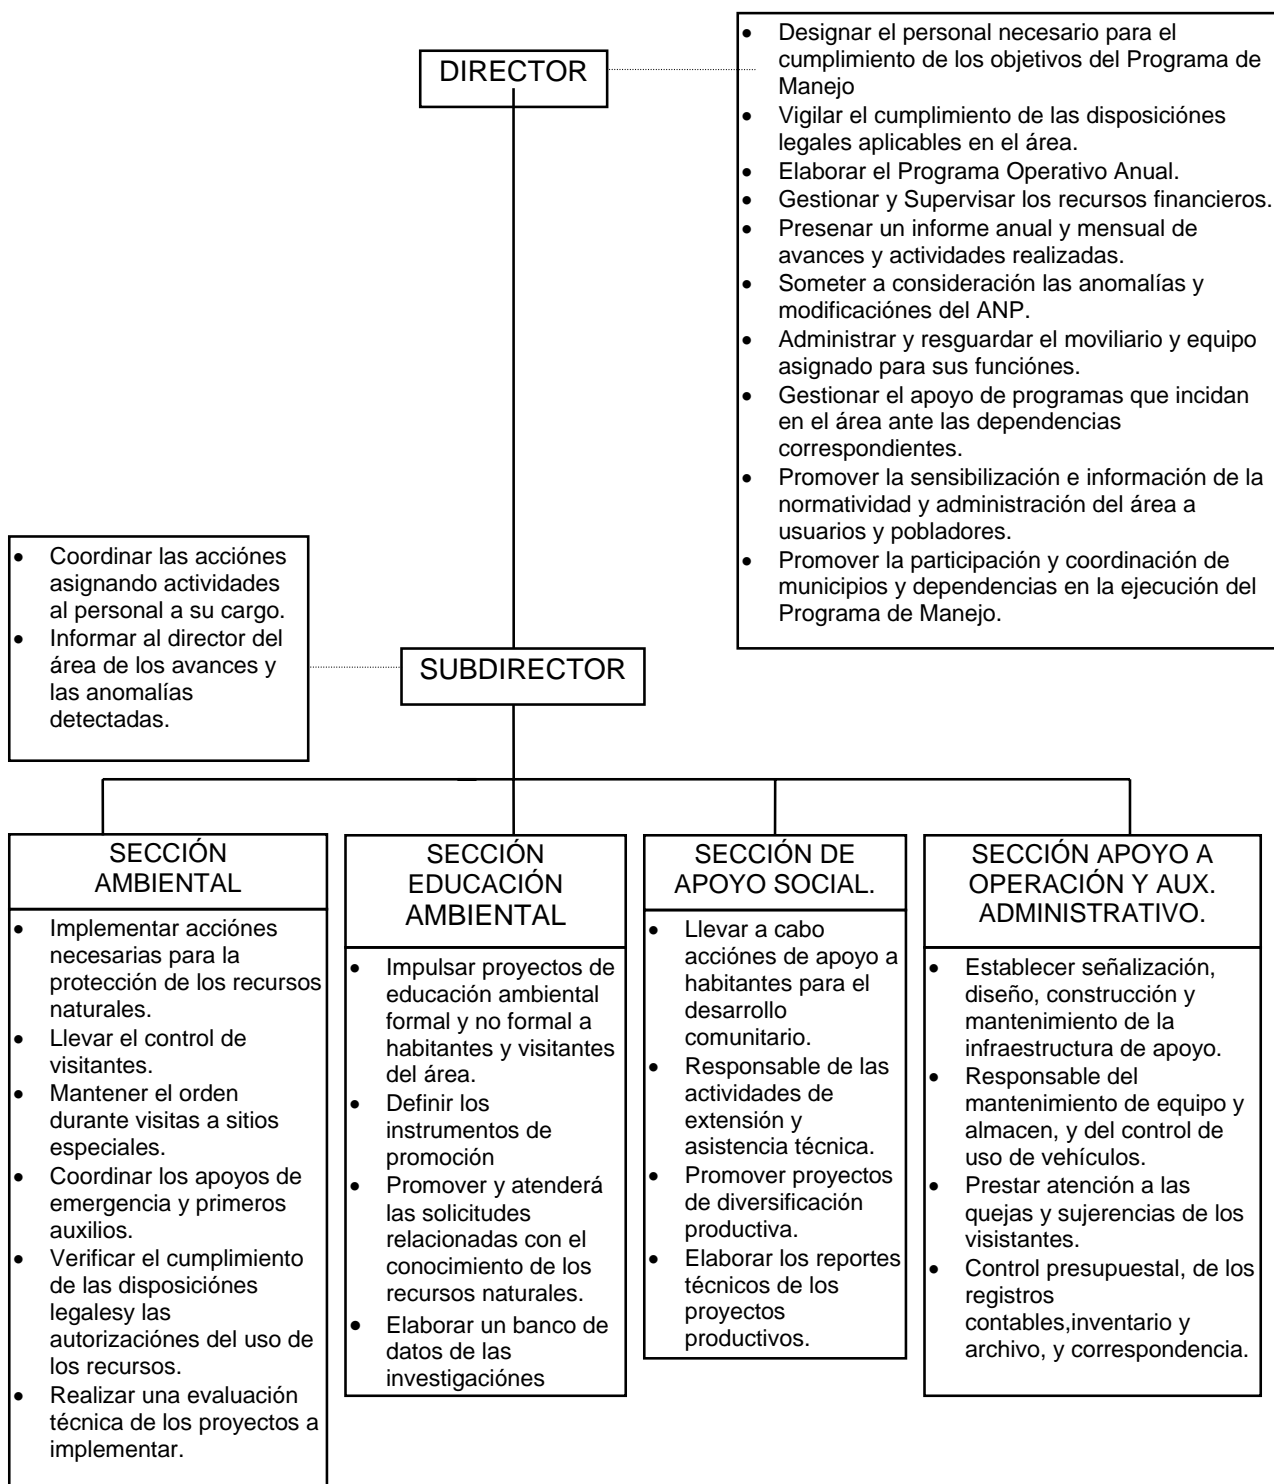 DIRECTOR
• Designar el personal necesario para el
cumplimiento de los objetivos del Programa de
Manejo
• Vigilar el cumplimiento de las disposiciónes
legales aplicables en el área.
• Elaborar el Programa Operativo Anual.
• Gestionar y Supervisar los recursos financieros.
• Presenar un informe anual y mensual de
avances y actividades realizadas.
• Someter a consideración las anomalías y
modificaciónes del ANP.
• Administrar y resguardar el moviliario y equipo
asignado para sus funciónes.
• Gestionar el apoyo de programas que incidan
en el área ante las dependencias
correspondientes.
• Promover la sensibilización e información de la
normatividad y administración del área a
usuarios y pobladores.
• Promover la participación y coordinación de
municipios y dependencias en la ejecución del
Programa de Manejo.
• Coordinar las acciónes
asignando actividades
al personal a su cargo.
• Informar al director del
área de los avances y
las anomalías
detectadas.
SUBDIRECTOR
SECCIÓN
AMBIENTAL
• Implementar acciónes
necesarias para la
protección de los recursos
naturales.
• Llevar el control de
visitantes.
• Mantener el orden
durante visitas a sitios
especiales.
• Coordinar los apoyos de
emergencia y primeros
auxilios.
• Verificar el cumplimiento
de las disposiciónes
legalesy las
autorizaciónes del uso de
los recursos.
• Realizar una evaluación
técnica de los proyectos a
implementar.
SECCIÓN
EDUCACIÓN
AMBIENTAL
• Impulsar proyectos de
educación ambiental
formal y no formal a
habitantes y visitantes
del área.
• Definir los
instrumentos de
promoción
• Promover y atenderá
las solicitudes
relacionadas con el
conocimiento de los
recursos naturales.
• Elaborar un banco de
datos de las
investigaciónes
SECCIÓN DE
APOYO SOCIAL.
• Llevar a cabo
acciónes de apoyo a
habitantes para el
desarrollo
comunitario.
• Responsable de las
actividades de
extensión y
asistencia técnica.
• Promover proyectos
de diversificación
productiva.
• Elaborar los reportes
técnicos de los
proyectos
productivos.
SECCIÓN APOYO A
OPERACIÓN Y AUX.
ADMINISTRATIVO.
• Establecer señalización,
diseño, construcción y
mantenimiento de la
infraestructura de apoyo.
• Responsable del
mantenimiento de equipo y
almacen, y del control de
uso de vehículos.
• Prestar atención a las
quejas y sujerencias de los
visistantes.
• Control presupuestal, de los
registros
contables,inventario y
archivo, y correspondencia.